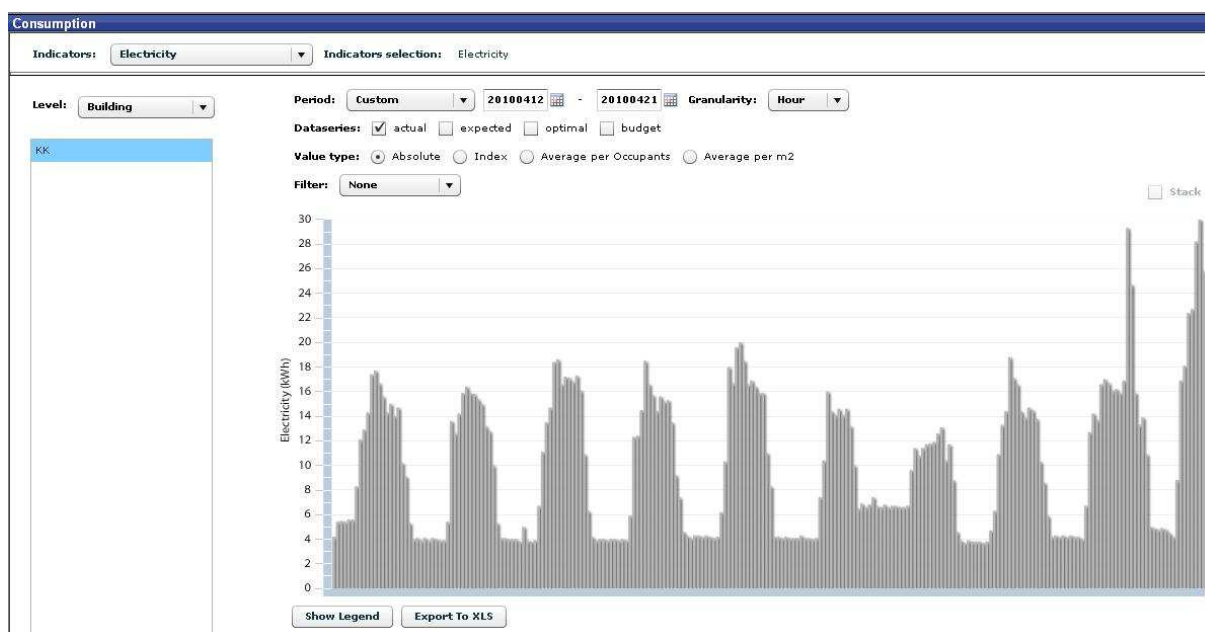 Consumption
Indicators: Electricity Indicators selection: Electricity
Level: Building
KK
Period: Custom 20100412 - 20100421 Granularity: Hour
Dataseries: actual expected optimal budget
Value type: Absolute Index Average per Occupants Average per m2
Filter: None
Stack
30
28
26
24
22
20
18
16
14
12
10
8
6
4
2
0
Electricity (kWh)
Show Legend Export To XLS